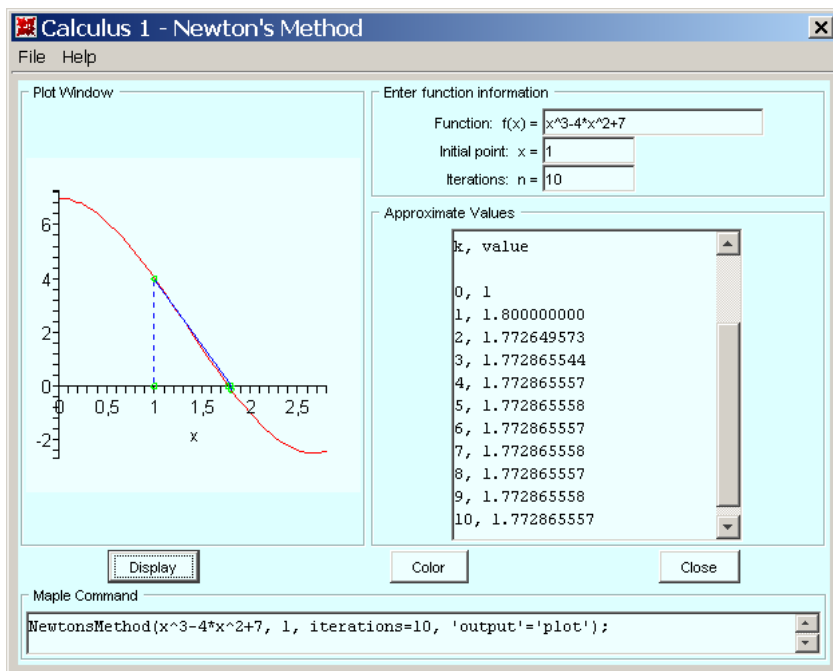 Calculus 1 - Newton's Method
File Help
Plot Window
6
4
2
0
-2
0 0,5 1 1,5 2 2,5
x
Enter function information
Function: f(x) = x^3-4*x^2+7
Initial point: x = 1
Iterations: n = 10
Approximate Values
k, value
0, 1
1, 1.800000000
2, 1.772649573
3, 1.772865544
4, 1.772865557
5, 1.772865558
6, 1.772865557
7, 1.772865558
8, 1.772865557
9, 1.772865558
10, 1.772865557
Display Color Close
Maple Command
NewtonsMethod(x^3-4*x^2+7, 1, iterations=10, 'output'='plot');